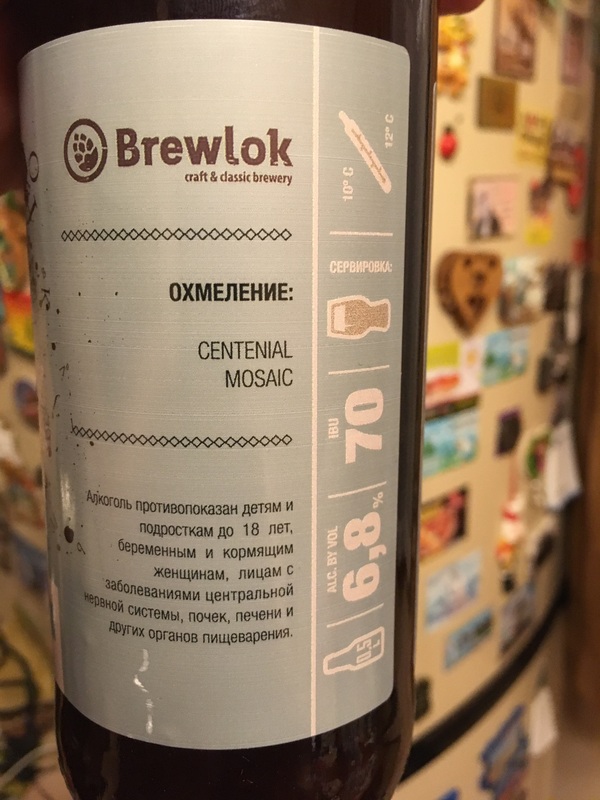 Brewlok
craft & classic brewery
ОХМЕЛЕНИЕ:
CENTENIAL
MOSAIC
Алкоголь противопоказан детям и
подросткам до 18 лет,
беременным и кормящим
женщинам, лицам с
заболеваниями центральной
нервной системы, почек, печени и
других органов пищеварения.
10° C
12° C
СЕРВИРОВКА:
IBU
70
ALC. BY VOL
6,8%
0,5
L